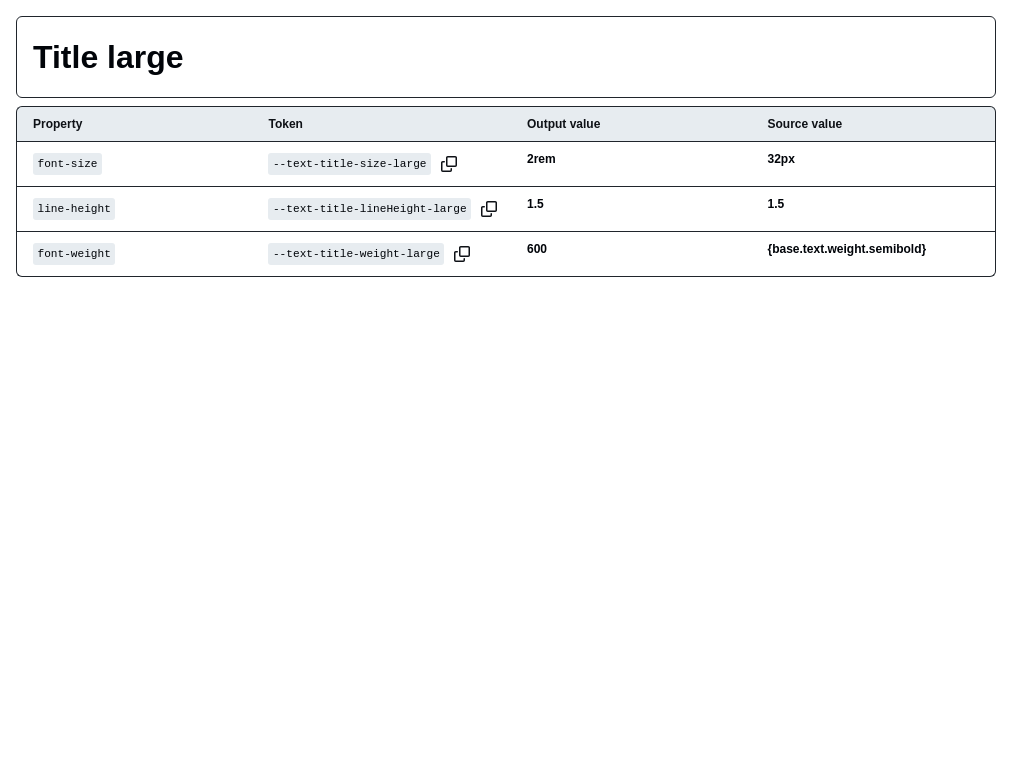 Title large
Property Token Output value Source value
font-size --text-title-size-large 2rem 32px
line-height --text-title-lineHeight-large 1.5 1.5
font-weight --text-title-weight-large 600 {base.text.weight.semibold}